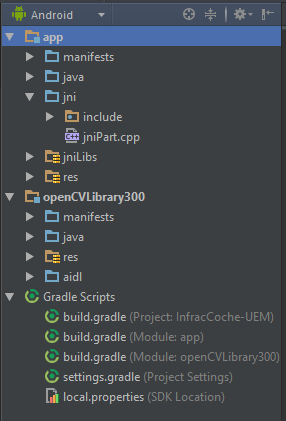 Android
app
manifests
java
jni
include
jniPart.cpp
jniLibs
res
openCVLibrary300
manifests
java
res
aidl
Gradle Scripts
build.gradle (Project: InfracCoche-UEM)
build.gradle (Module: app)
build.gradle (Module: openCVLibrary300)
settings.gradle (Project Settings)
local.properties (SDK Location)